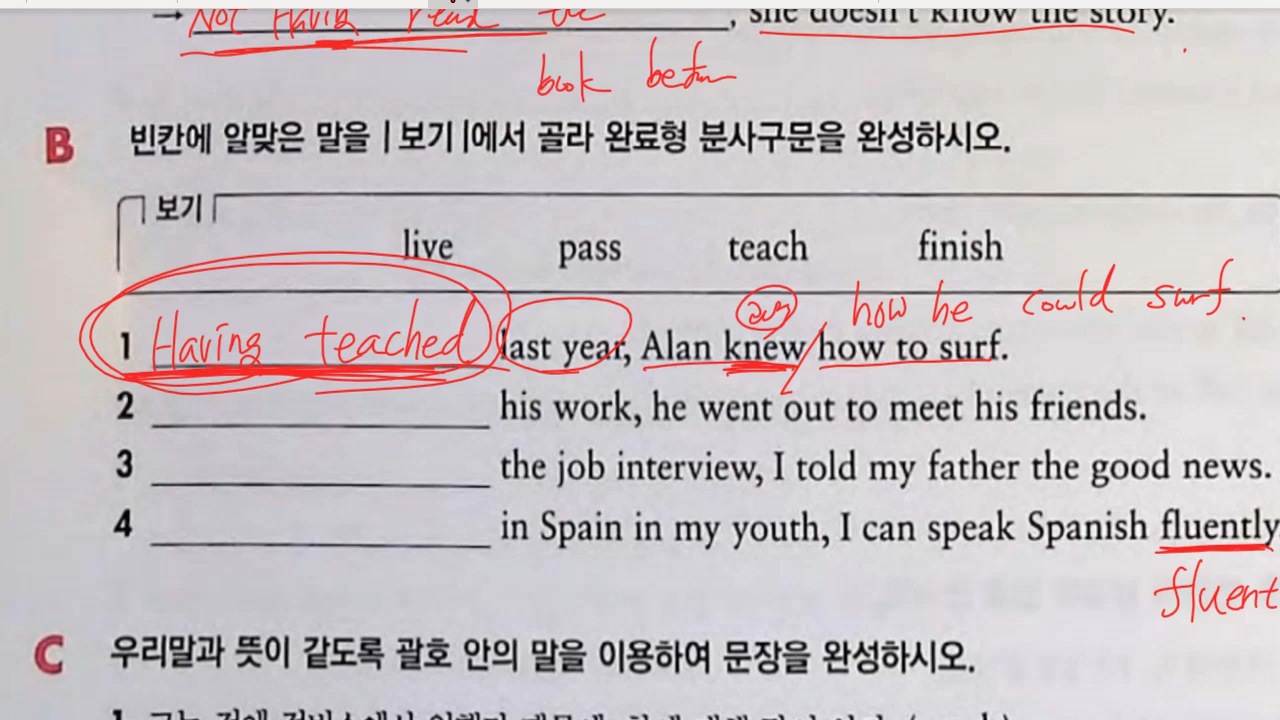 → Not Having read the, she doesn't know the story.
book before
B 빈칸에 알맞은 말을 |보기|에서 골라 완료형 분사구문을 완성하시오.
보기
live pass teach finish
how he could surf.
1 Having teached last year, Alan knew / how to surf.
2 his work, he went out to meet his friends.
3 the job interview, I told my father the good news.
4 in Spain in my youth, I can speak Spanish fluently
fluent
C 우리말과 뜻이 같도록 괄호 안의 말을 이용하여 문장을 완성하시오.